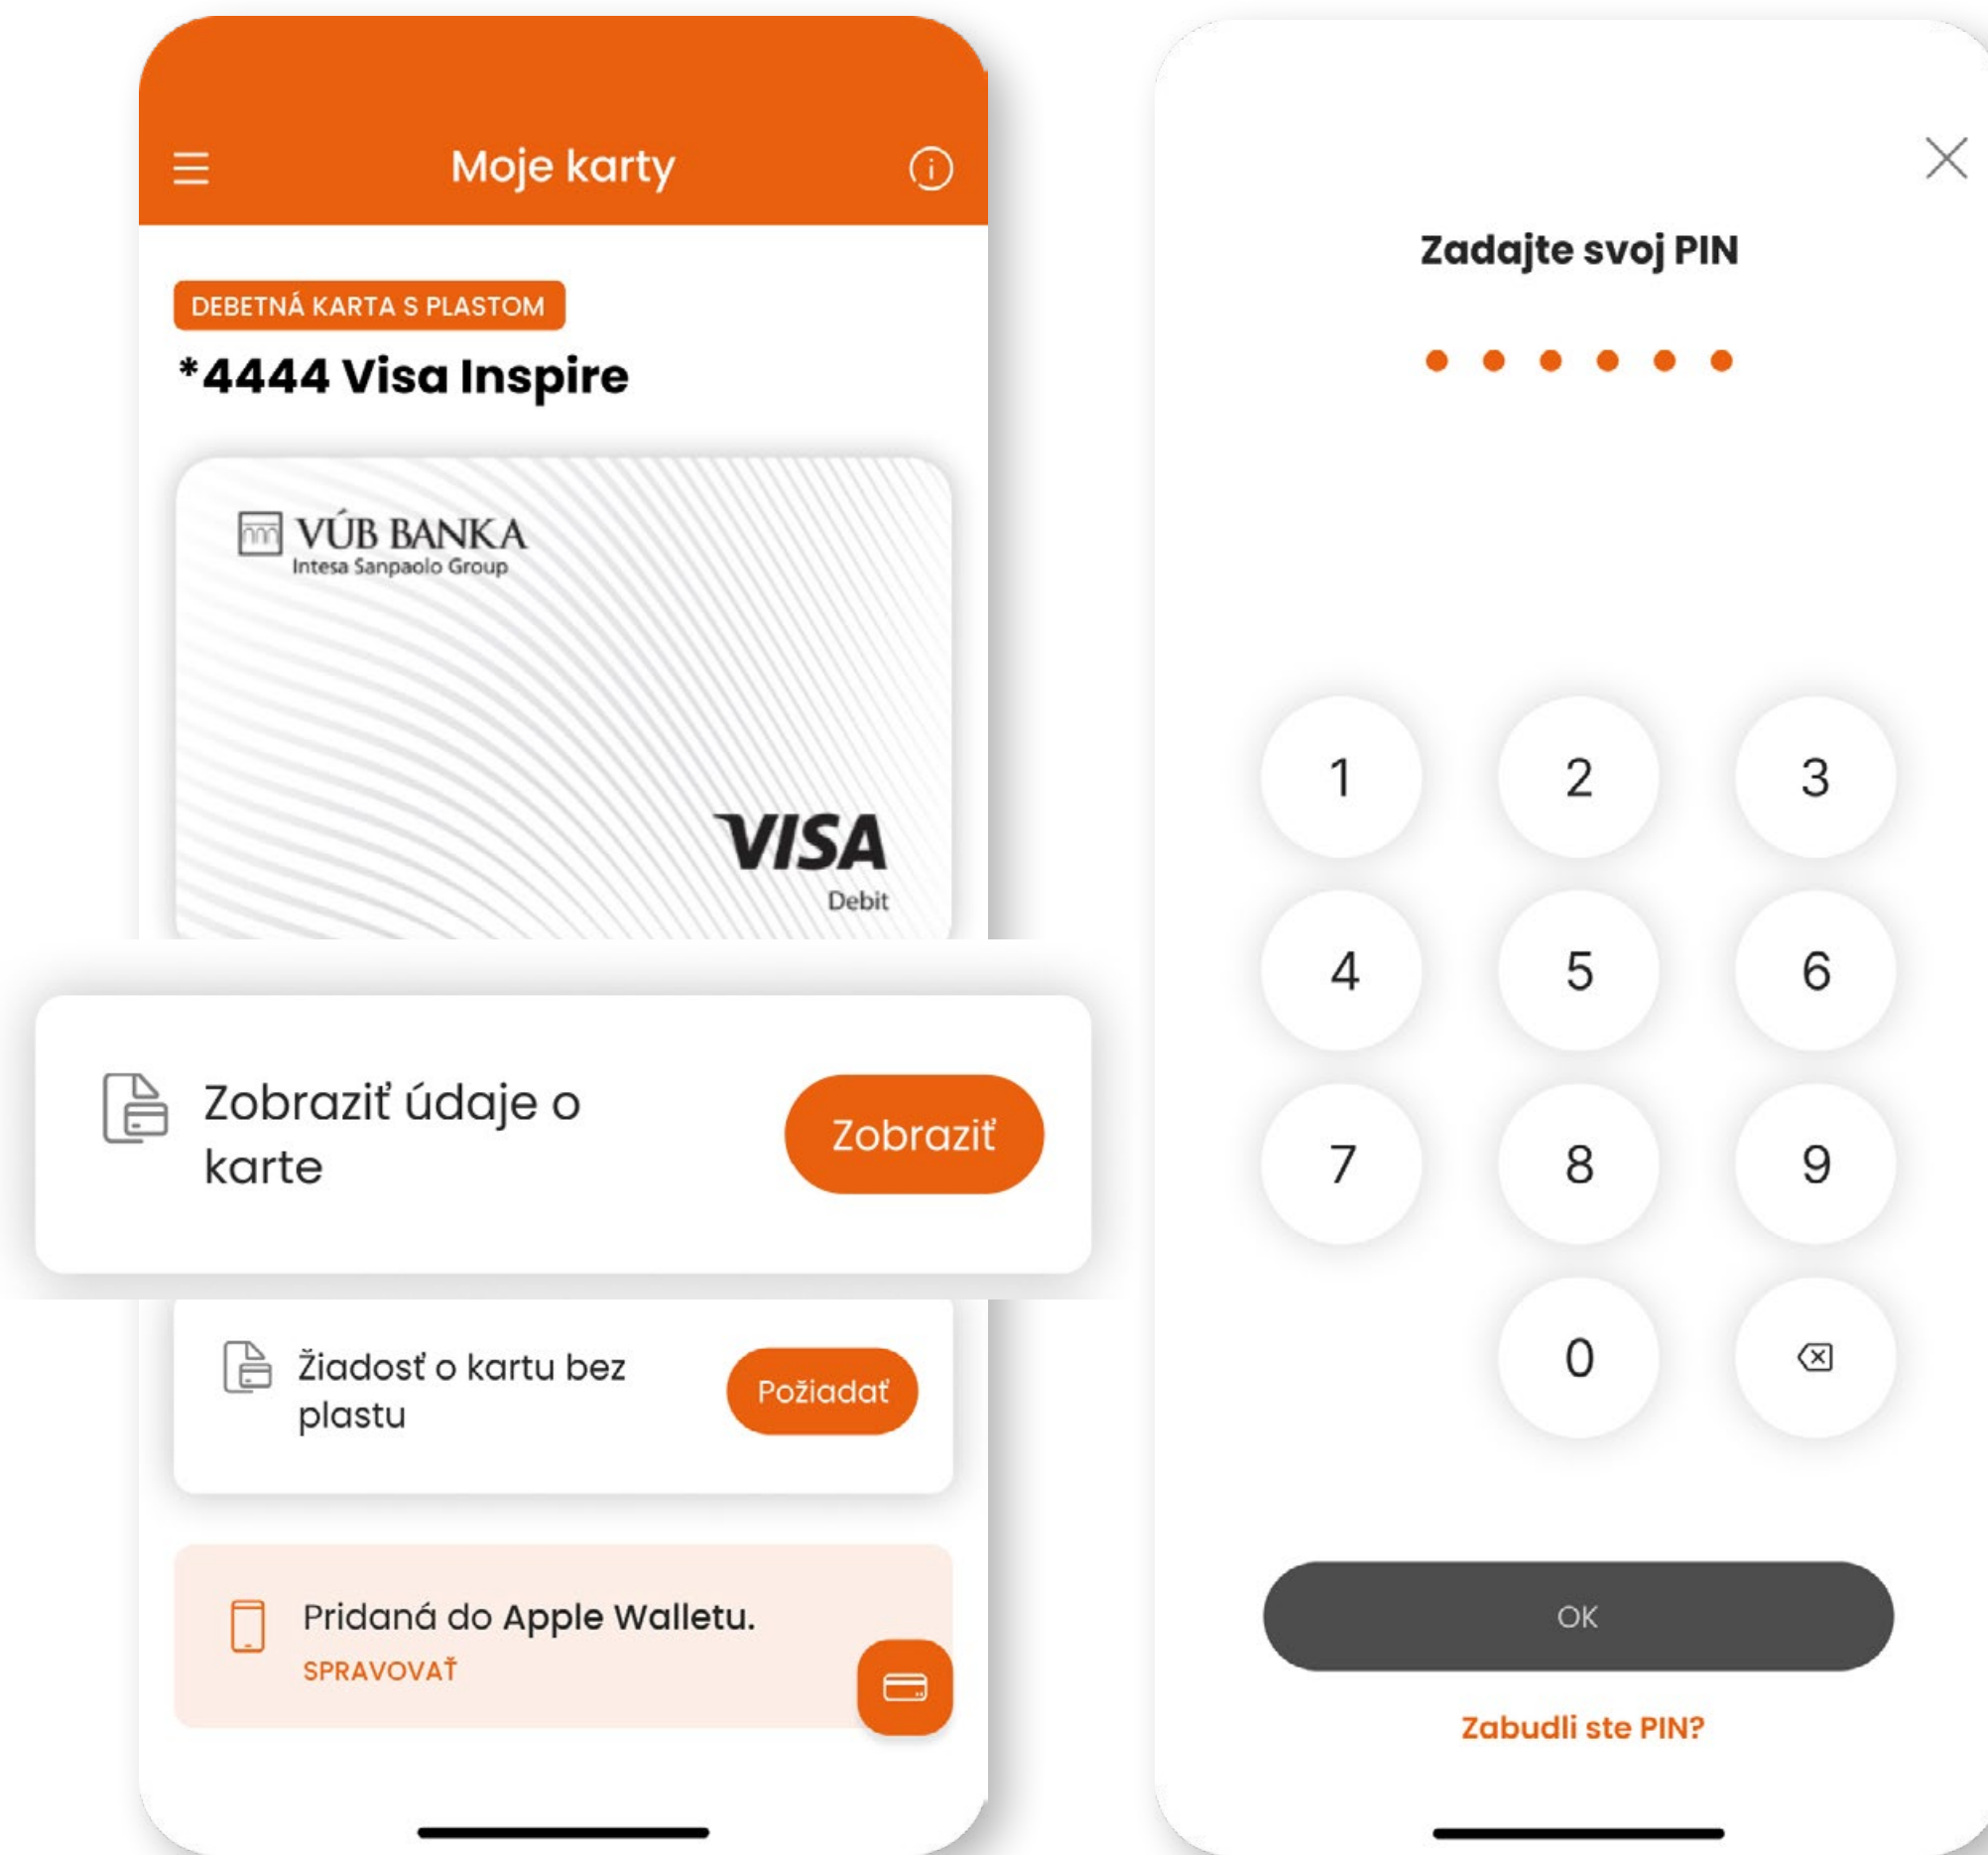 Moje karty
DEBETNÁ KARTA S PLASTOM
*4444 Visa Inspire
VÚB BANKA
Intesa Sanpaolo Group
VISA
Debit
Zobraziť údaje o
karte
Zobraziť
Žiadosť o kartu bez
plastu
Požiadať
Pridaná do Apple Walletu.
SPRAVOVAŤ
Zadajte svoj PIN
1 2 3
4 5 6
7 8 9
0
OK
Zabudli ste PIN?